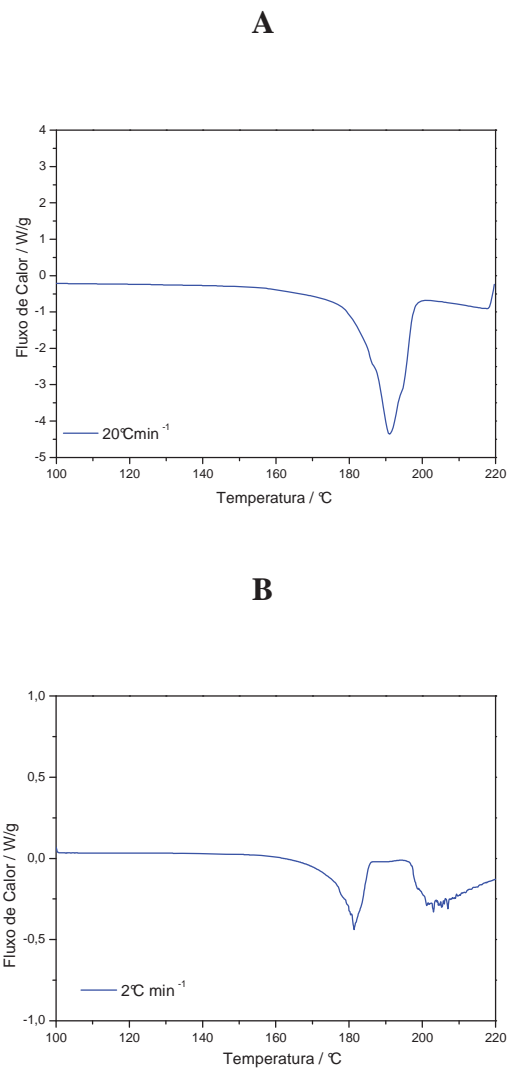 A
4
3
2
1
0
-1
-2
-3
-4
-5
Fluxo de Calor / W/g
20℃min -1
100 120 140 160 180 200 220
Temperatura / ℃
B
1,0
0,5
0,0
-0,5
-1,0
Fluxo de Calor / W/g
2℃ min -1
100 120 140 160 180 200 220
Temperatura / ℃